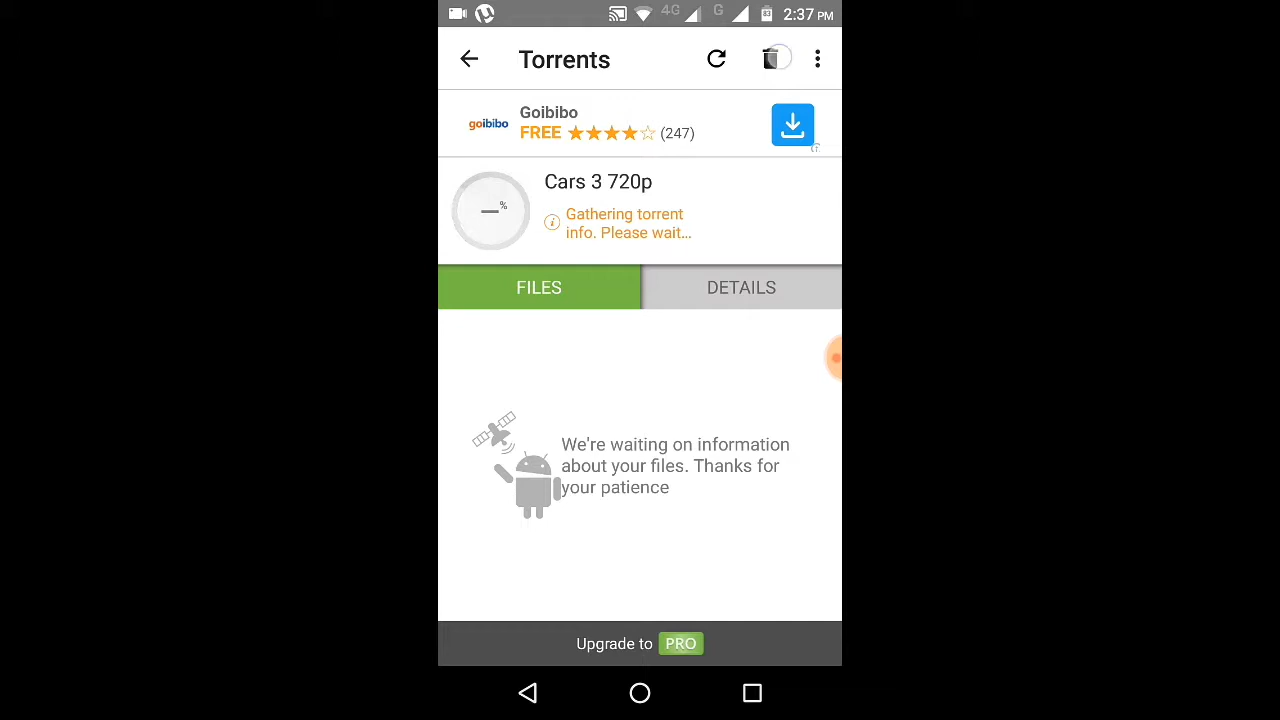 4G G 83 2:37 PM
Torrents
goibibo
Goibibo
FREE (247)
Cars 3 720p
—%
Gathering torrent
info. Please wait...
FILES DETAILS
We're waiting on information
about your files. Thanks for
your patience
Upgrade to PRO